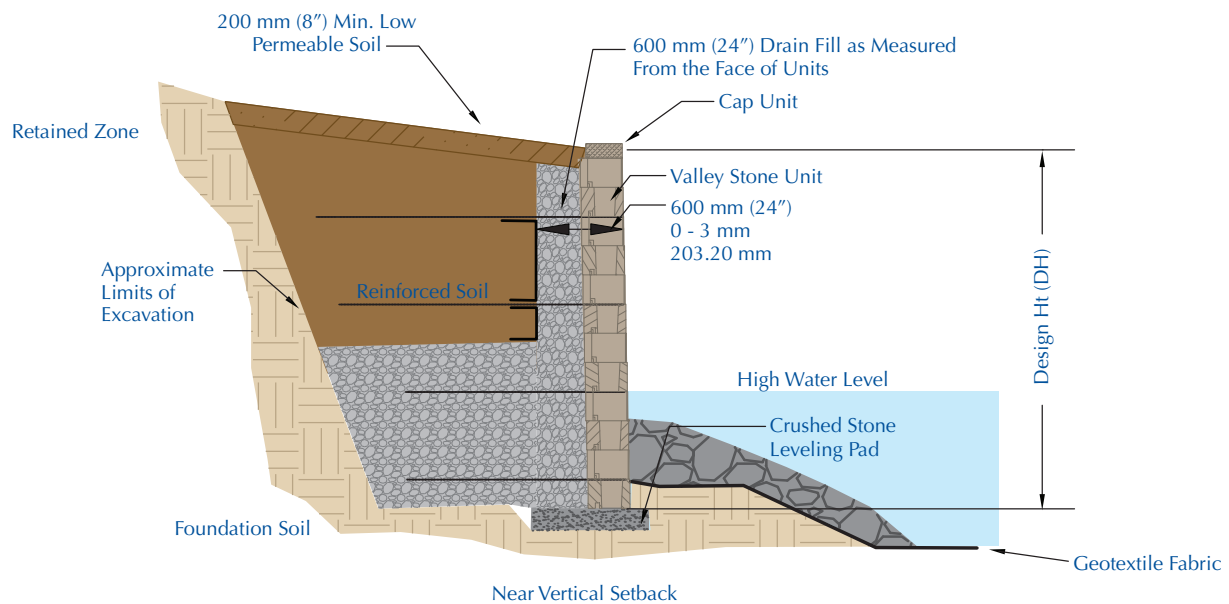 200 mm (8″) Min. Low
Permeable Soil
600 mm (24″) Drain Fill as Measured
From the Face of Units
Cap Unit
Retained Zone
Valley Stone Unit
600 mm (24″)
0 - 3 mm
203.20 mm
Approximate
Limits of
Excavation
Reinforced Soil
Design Ht (DH)
High Water Level
Crushed Stone
Leveling Pad
Foundation Soil
Geotextile Fabric
Near Vertical Setback